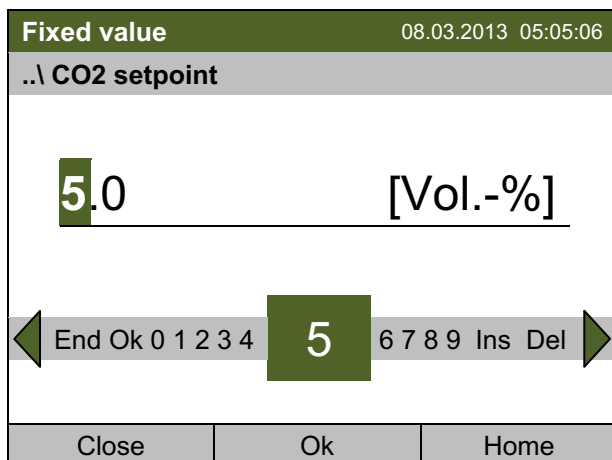 Fixed value 08.03.2013 05:05:06
..\ CO2 setpoint
5.0 [Vol.-%]
End Ok 0 1 2 3 4 5 6 7 8 9 Ins Del
Close Ok Home